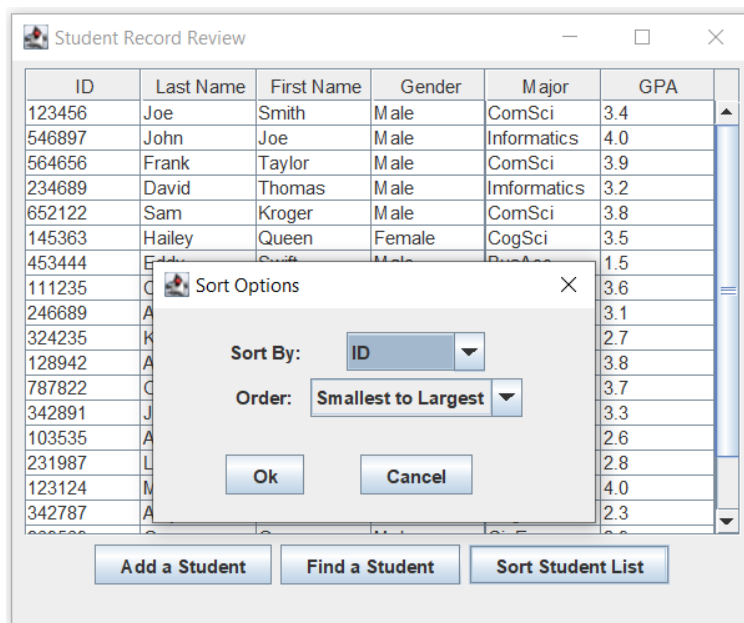 Student Record Review
ID Last Name First Name Gender Major GPA
123456 Joe Smith Male ComSci 3.4
546897 John Joe Male Informatics 4.0
564656 Frank Taylor Male ComSci 3.9
234689 David Thomas Male Imformatics 3.2
652122 Sam Kroger Male ComSci 3.8
145363 Hailey Queen Female CogSci 3.5
453444 Eddy Swift Male BusAcc 1.5
111235 3.6
246689 A 3.1
324235 K 2.7
128942 A 3.8
787822 3.7
342891 J 3.3
103535 A 2.6
231987 L 2.8
123124 M 4.0
342787 A 2.3
Sort Options
Sort By: ID
Order: Smallest to Largest
Ok Cancel
Add a Student Find a Student Sort Student List